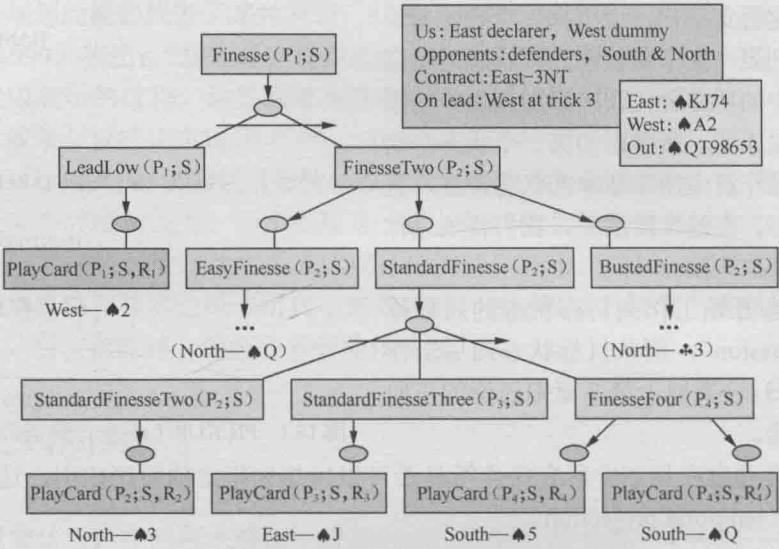 Us: East declarer, West dummy
Opponents: defenders, South & North
Contract: East–3NT
On lead: West at trick 3
East: ♠KJ74
West: ♠A2
Out: ♠QT98653
Finesse(P₁; S)
LeadLow(P₁; S)
FinesseTwo(P₂; S)
PlayCard(P₁; S, R₁)
EasyFinesse(P₂; S)
StandardFinesse(P₂; S)
BustedFinesse(P₂; S)
West—♠2
...
...
(North—♠Q)
(North—♣3)
StandardFinesseTwo(P₂; S)
StandardFinesseThree(P₃; S)
FinesseFour(P₄; S)
PlayCard(P₂; S, R₂)
PlayCard(P₃; S, R₃)
PlayCard(P₄; S, R₄)
PlayCard(P₄; S, R₄′)
North—♠3
East—♠J
South—♠5
South—♠Q